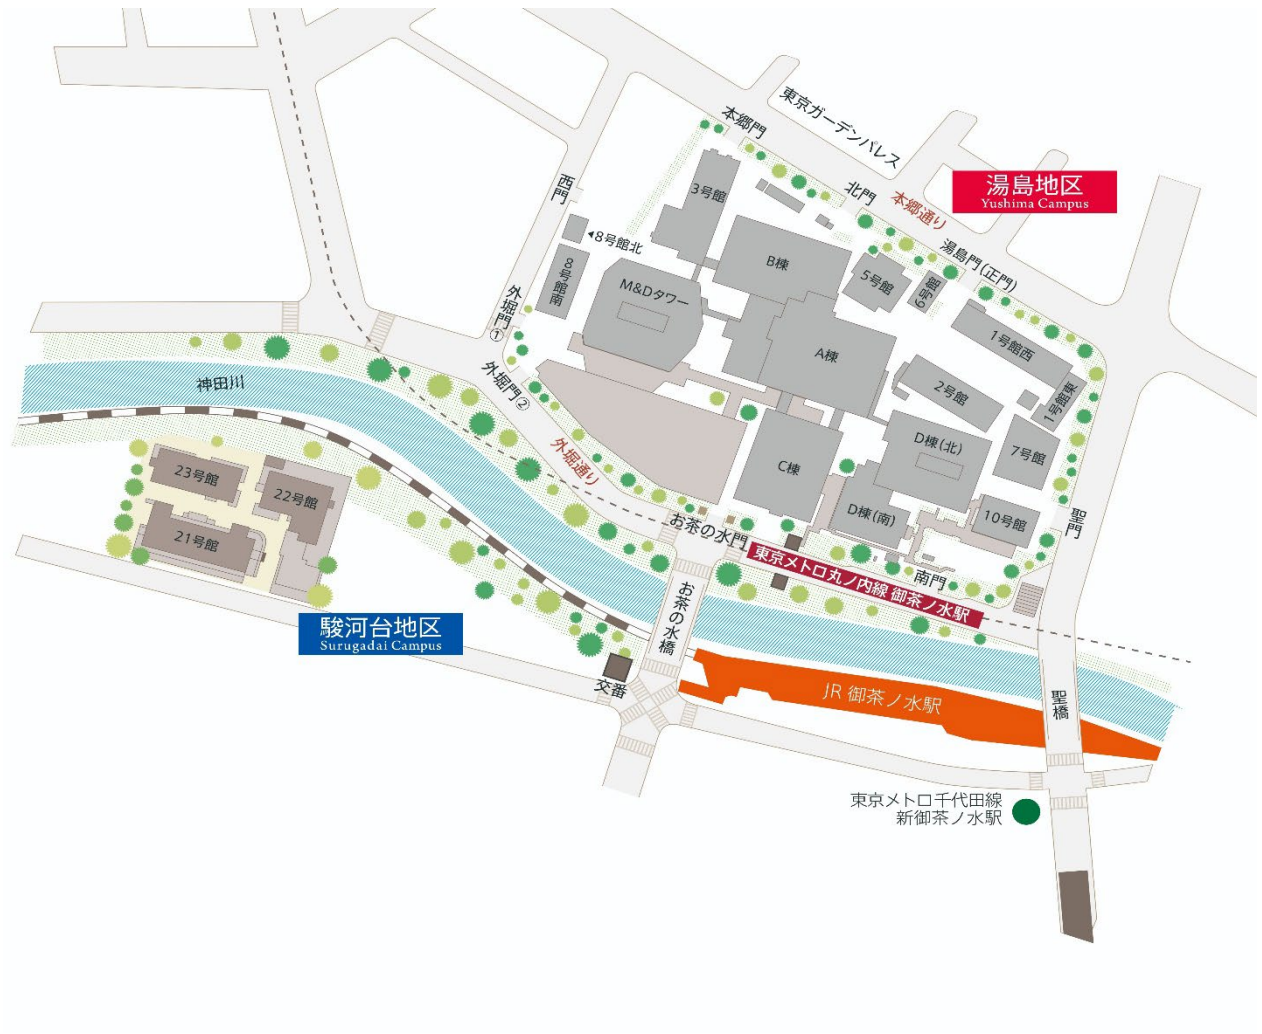 本郷門
東京ガーデンパレス
西門
3号館
北門
本郷通り
湯島地区
Yushima Campus
◀8号館北
8号館南
B棟
5号館
6号館
湯島門(正門)
M&Dタワー
外堀門①
1号館西
1号館東
A棟
2号館
外堀門②
神田川
外堀通り
D棟(北)
7号館
C棟
23号館
22号館
21号館
D棟(南)
10号館
聖門
お茶の水門
東京メトロ丸ノ内線 御茶ノ水駅
南門
駿河台地区
Surugadai Campus
お茶の水橋
交番
JR 御茶ノ水駅
聖橋
東京メトロ千代田線
新御茶ノ水駅